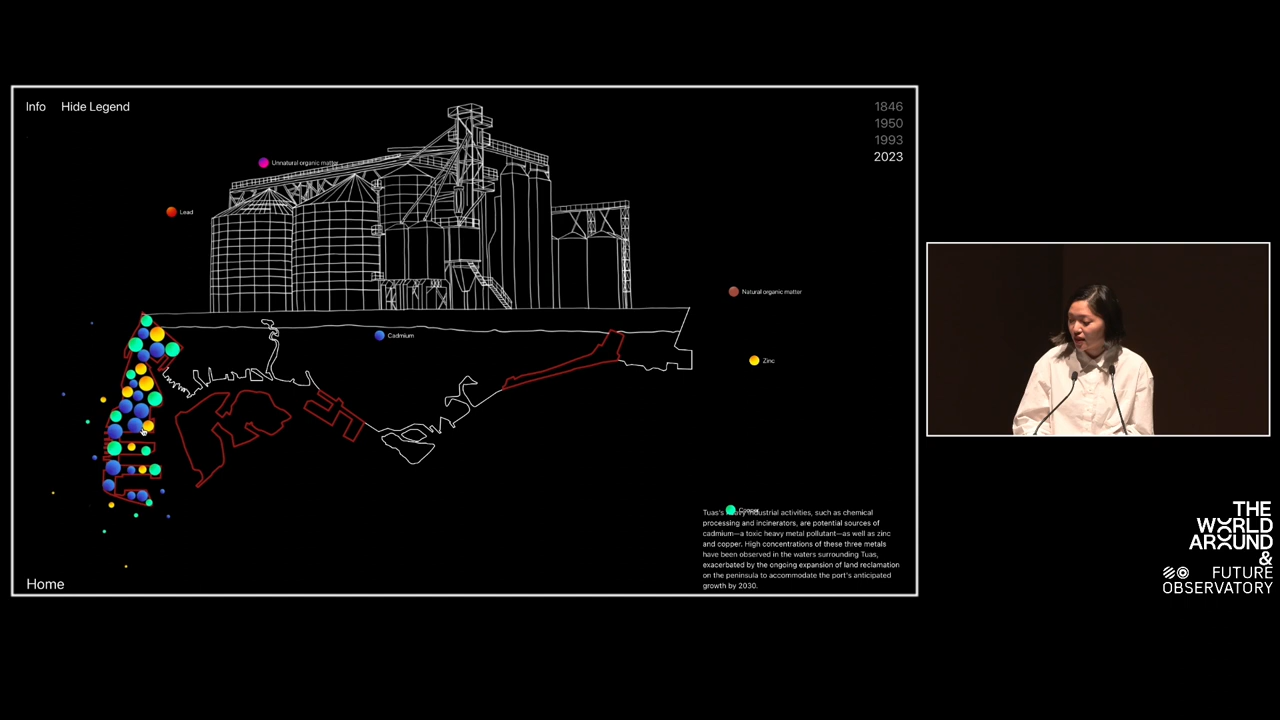 Info Hide Legend
1846
1950
1993
2023
Unnatural organic matter
Lead
Natural organic matter
Cadmium
Zinc
Copper
Tuas's heavy industrial activities, such as chemical
processing and incinerators, are potential sources of
cadmium—a toxic heavy metal pollutant—as well as zinc
and copper. High concentrations of these three metals
have been observed in the waters surrounding Tuas,
exacerbated by the ongoing expansion of land reclamation
on the peninsula to accommodate the port's anticipated
growth by 2030.
Home
THE
WORLD
AROUND
&
FUTURE
OBSERVATORY